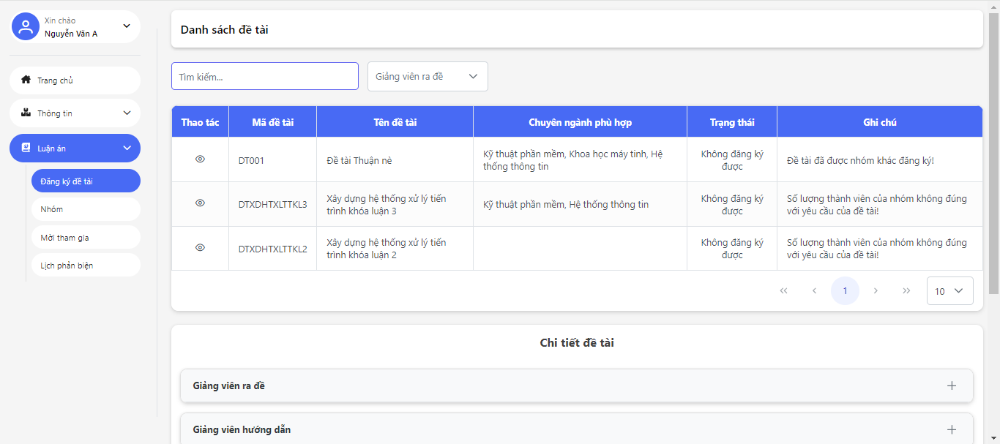 Xin chào
Nguyễn Văn A
Trang chủ
Thông tin
Luận án
Đăng ký đề tài
Nhóm
Mời tham gia
Lịch phản biện
Danh sách đề tài
Tìm kiếm...
Giảng viên ra đề
Thao tác
Mã đề tài
Tên đề tài
Chuyên ngành phù hợp
Trạng thái
Ghi chú
DT001
Đề tài Thuận nè
Kỹ thuật phần mềm, Khoa học máy tính, Hệ
thống thông tin
Không đăng ký
được
Đề tài đã được nhóm khác đăng ký!
DTXDHTXLTTKL3
Xây dựng hệ thống xử lý tiến
trình khóa luận 3
Kỹ thuật phần mềm, Hệ thống thông tin
Không đăng ký
được
Số lượng thành viên của nhóm không đúng
với yêu cầu của đề tài!
DTXDHTXLTTKL2
Xây dựng hệ thống xử lý tiến
trình khóa luận 2
Không đăng ký
được
Số lượng thành viên của nhóm không đúng
với yêu cầu của đề tài!
1
10
Chi tiết đề tài
Giảng viên ra đề
Giảng viên hướng dẫn